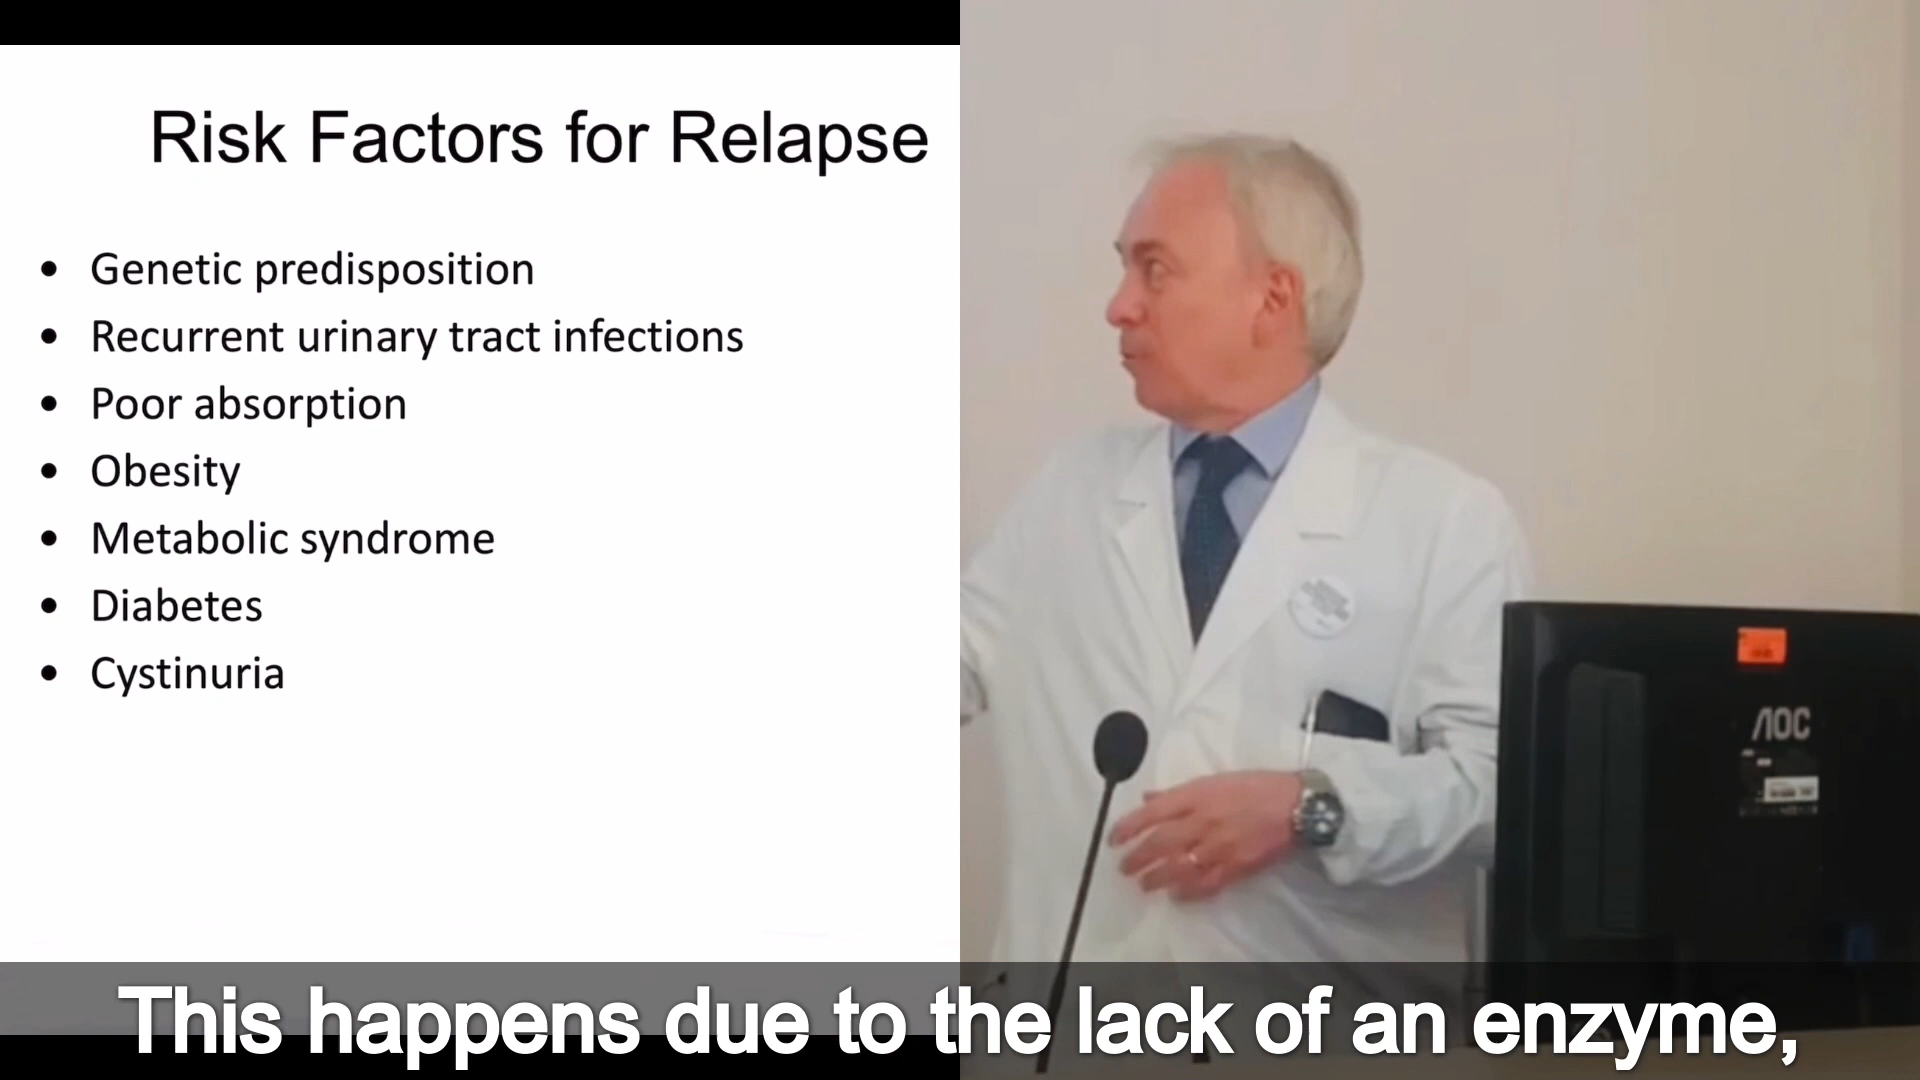 Risk Factors for Relapse
• Genetic predisposition
• Recurrent urinary tract infections
• Poor absorption
• Obesity
• Metabolic syndrome
• Diabetes
• Cystinuria
AOC
This happens due to the lack of an enzyme,